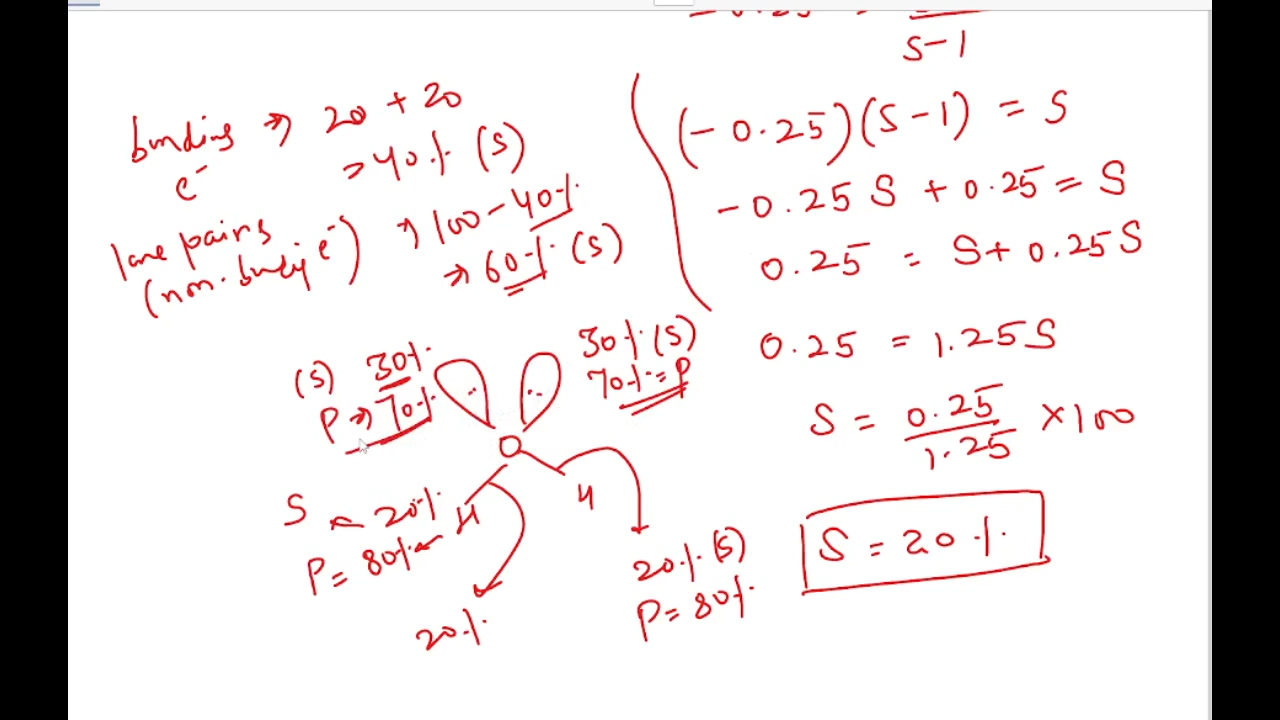 bonding ⇒ 20 + 20
e⁻ ⇒ 40% (S)
lone pairs ⇒ 100 - 40%
(non-bondig e⁻) ⇒ 60% (S)
(S) 30%
P ⇒ 70%
30% (S)
70% = P
O
S ← 20% H
P = 80% ←
20%
H
20% (S)
P = 80%
S-1
(-0.25)(S-1) = S
-0.25 S + 0.25 = S
0.25 = S + 0.25 S
0.25 = 1.25 S
S = 0.25/1.25 × 100
S = 20%